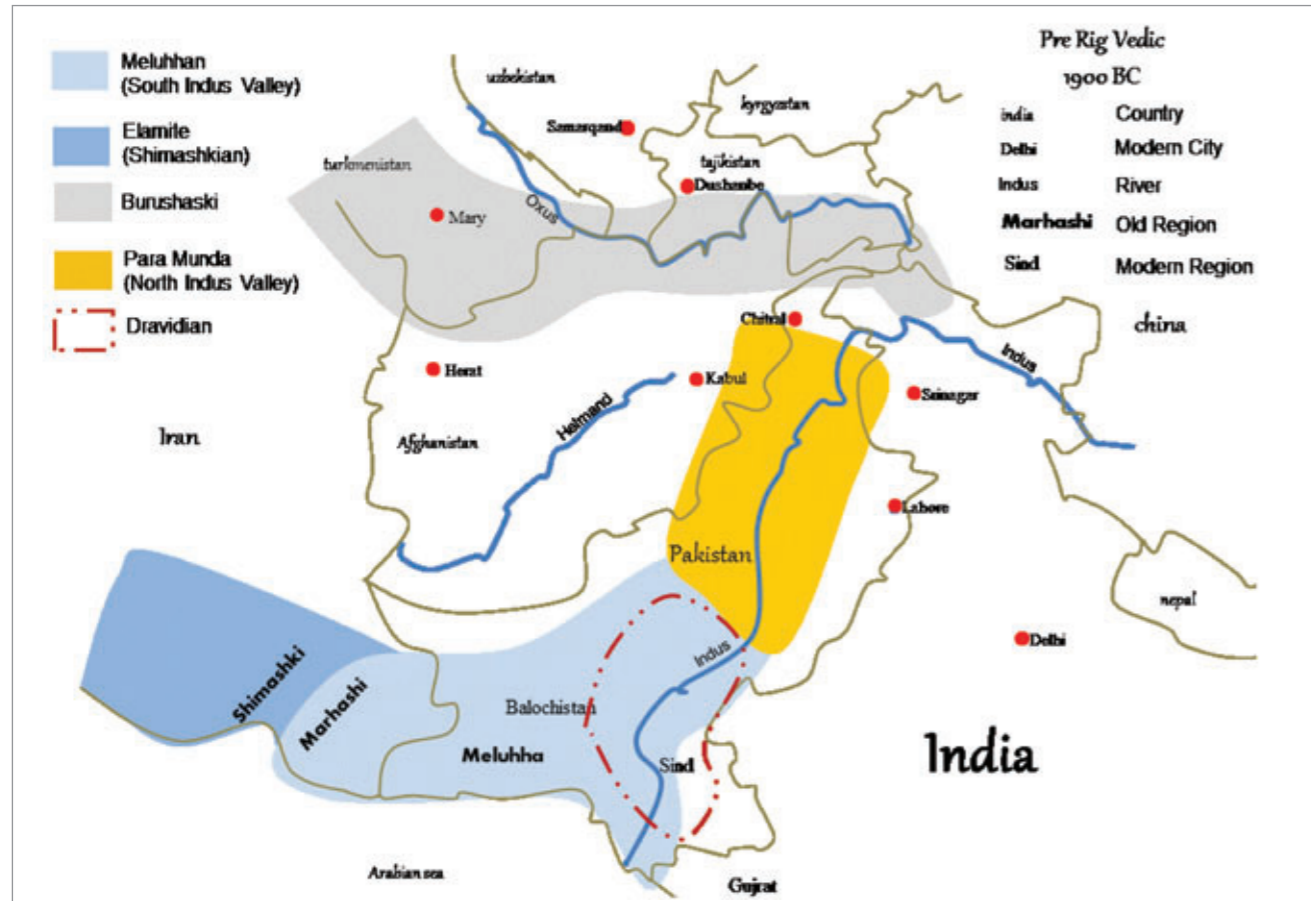 Meluhhan
(South Indus Valley)
Elamite
(Shimashkian)
Burushaski
Para Munda
(North Indus Valley)
Dravidian
Pre Rig Vedic
1900 BC
india Country
Delhi Modern City
Indus River
Marhashi Old Region
Sind Modern Region
uzbekistan
kyrgyzstan
Samarqand
tajikistan
turkmenistan
Dushanbe
Oxus
Mary
Chitral
china
Indus
Herat
Kabul
Srinagar
Helmand
Iran
Afghanistan
Lahore
Pakistan
nepal
Delhi
Indus
Shimashki
Marhashi
Balochistan
Meluhha
Sind
India
Arabian sea
Gujrat